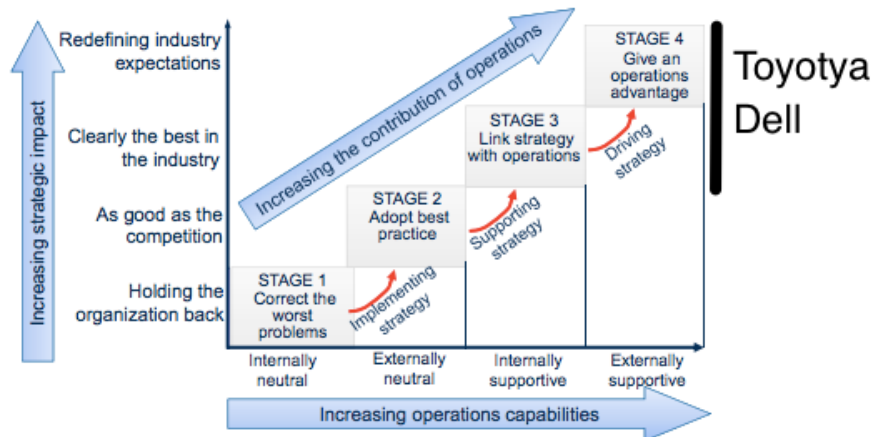 Increasing strategic impact
Redefining industry
expectations
Clearly the best in
the industry
As good as the
competition
Holding the
organization back
Increasing the contribution of operations
STAGE 1
Correct the
worst
problems
Implementing
strategy
STAGE 2
Adopt best
practice
Supporting
strategy
STAGE 3
Link strategy
with operations
Driving
strategy
STAGE 4
Give an
operations
advantage
Toyotya
Dell
Internally
neutral
Externally
neutral
Internally
supportive
Externally
supportive
Increasing operations capabilities